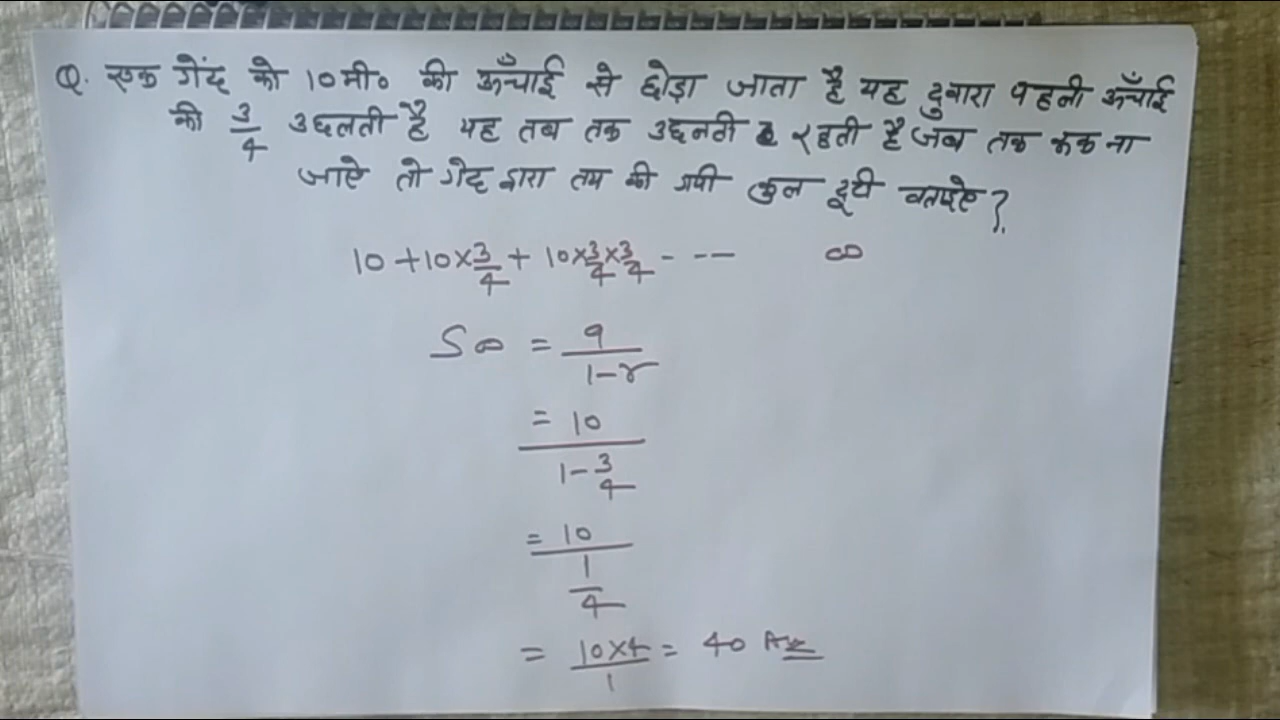 Q. एक गेंद को 10मी० की ऊँचाई से छोड़ा जाता है यह दुबारा पहली ऊँचाई
की 3/4 उछलती है यह तब तक उछलती रहती है जब तक रूक ना
जाऐ तो गेंद द्वारा तय की गयी कुल दूरी बताइऐ?
10 + 10 × 3/4 + 10 × 3/4 × 3/4 - - - ∞
S∞ = a/(1-r)
= 10/(1 - 3/4)
= 10/(1/4)
= (10×4)/1 = 40 Ans